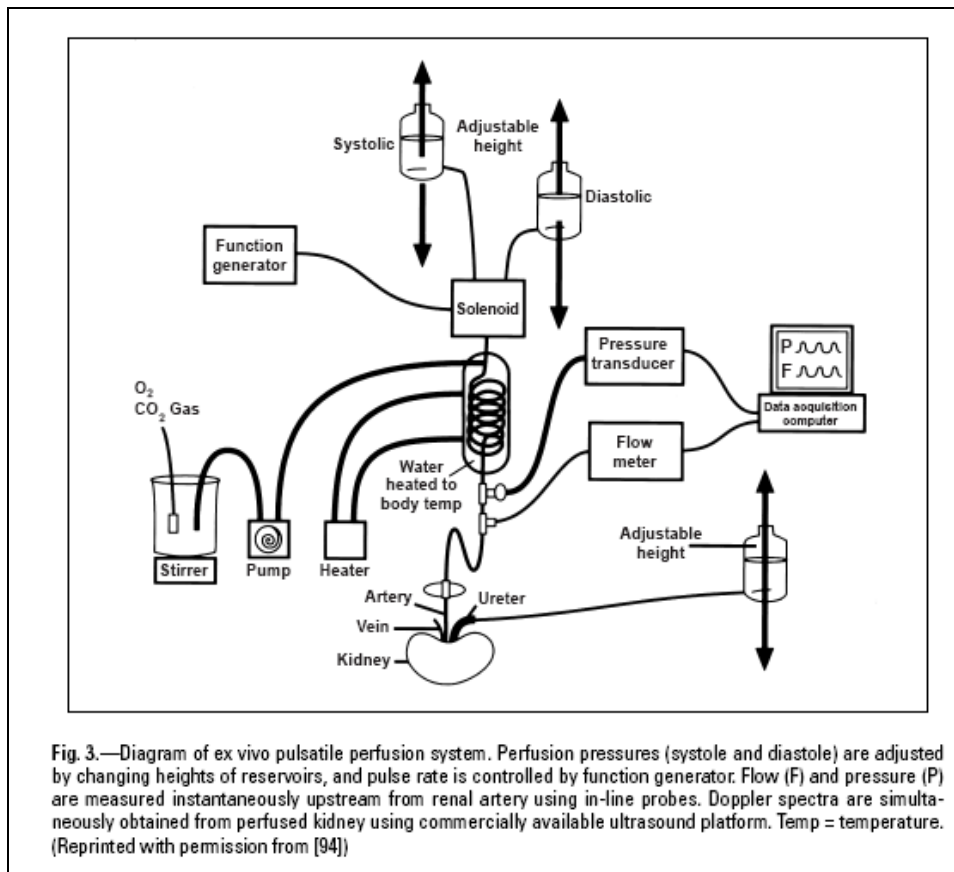 Systolic
Adjustable
height
Diastolic
Function
generator
Solenoid
Pressure
transducer
P
F
Data acquisition
computer
O2
CO2 Gas
Flow
meter
Water
heated to
body temp
Adjustable
height
Stirrer
Pump
Heater
Artery
Ureter
Vein
Kidney
Fig. 3.—Diagram of ex vivo pulsatile perfusion system. Perfusion pressures (systole and diastole) are adjusted
by changing heights of reservoirs, and pulse rate is controlled by function generator. Flow (F) and pressure (P)
are measured instantaneously upstream from renal artery using in-line probes. Doppler spectra are simulta-
neously obtained from perfused kidney using commercially available ultrasound platform. Temp = temperature.
(Reprinted with permission from [94])